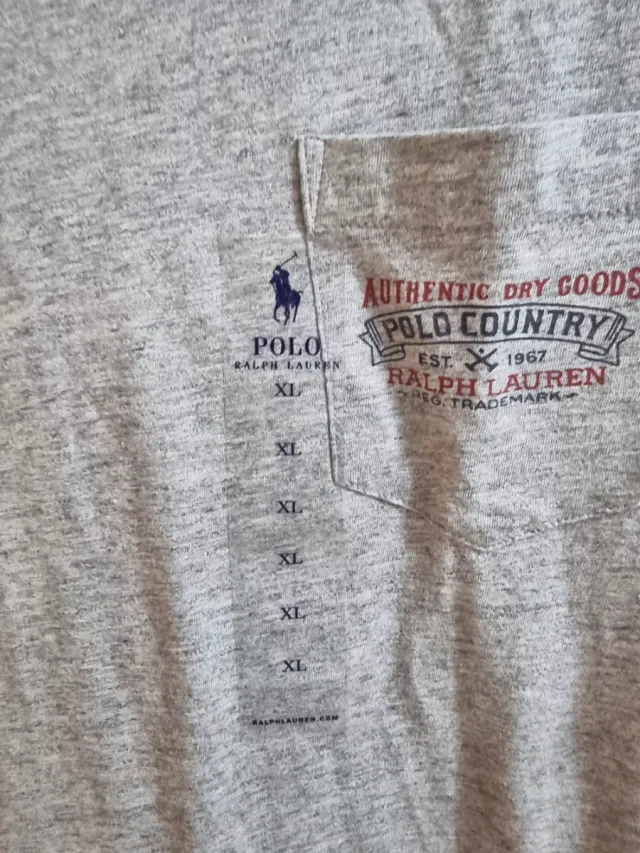 POLO
RALPH LAUREN
XL
XL
XL
XL
XL
XL
RALPHLAUREN.COM
AUTHENTIC DRY GOODS
POLO COUNTRY
EST. 1967
RALPH LAUREN
REG. TRADEMARK